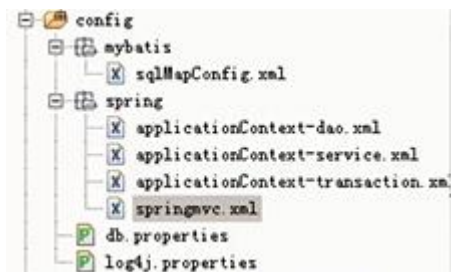 config
mybatis
sqlMapConfig.xml
spring
applicationContext-dao.xml
applicationContext-service.xml
applicationContext-transaction.xm
springmvc.xml
db.properties
log4j.properties